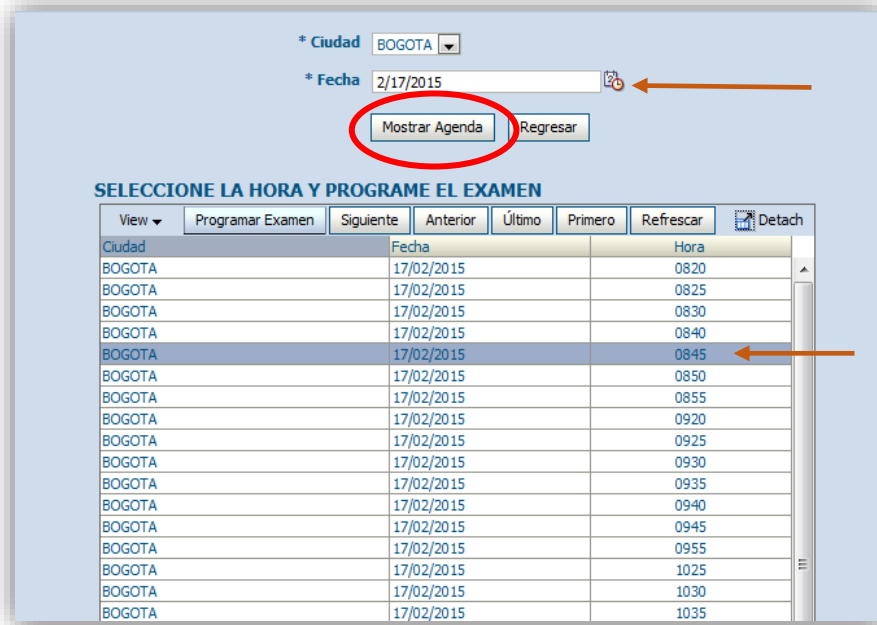 * Ciudad BOGOTA
* Fecha 2/17/2015
Mostrar Agenda Regresar
SELECCIONE LA HORA Y PROGRAME EL EXAMEN
View Programar Examen Siguiente Anterior Último Primero Refrescar Detach
Ciudad Fecha Hora
BOGOTA 17/02/2015 0820
BOGOTA 17/02/2015 0825
BOGOTA 17/02/2015 0830
BOGOTA 17/02/2015 0840
BOGOTA 17/02/2015 0845
BOGOTA 17/02/2015 0850
BOGOTA 17/02/2015 0855
BOGOTA 17/02/2015 0920
BOGOTA 17/02/2015 0925
BOGOTA 17/02/2015 0930
BOGOTA 17/02/2015 0935
BOGOTA 17/02/2015 0940
BOGOTA 17/02/2015 0945
BOGOTA 17/02/2015 0955
BOGOTA 17/02/2015 1025
BOGOTA 17/02/2015 1030
BOGOTA 17/02/2015 1035